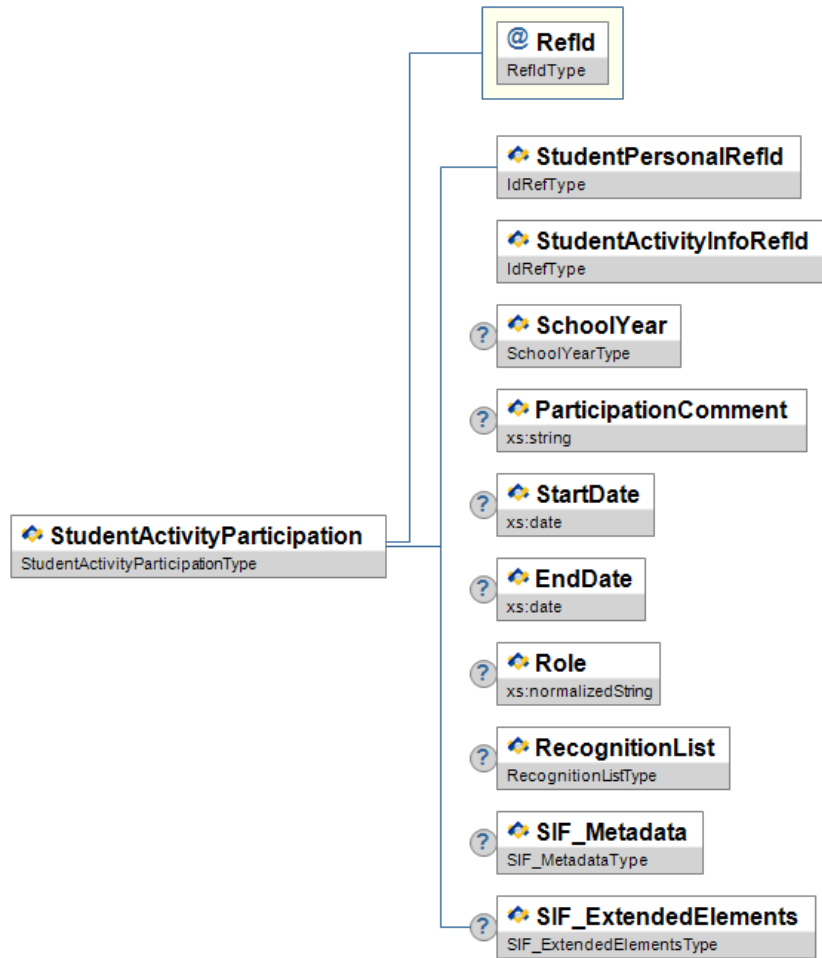 @ RefId
RefIdType
StudentPersonalRefId
IdRefType
StudentActivityInfoRefId
IdRefType
? SchoolYear
SchoolYearType
? ParticipationComment
xs:string
? StartDate
xs:date
StudentActivityParticipation
StudentActivityParticipationType
? EndDate
xs:date
? Role
xs:normalizedString
? RecognitionList
RecognitionListType
? SIF_Metadata
SIF_MetadataType
? SIF_ExtendedElements
SIF_ExtendedElementsType